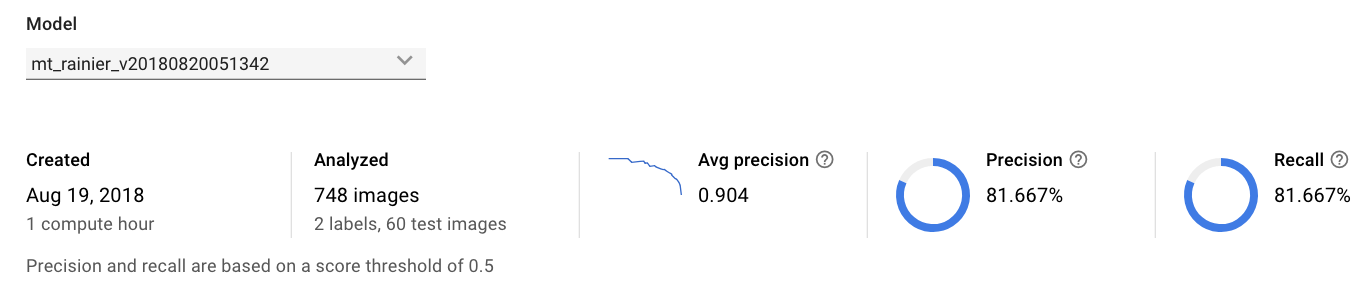 Model
mt_rainier_v20180820051342
Created
Aug 19, 2018
1 compute hour
Analyzed
748 images
2 labels, 60 test images
Avg precision ?
0.904
Precision ?
81.667%
Recall ?
81.667%
Precision and recall are based on a score threshold of 0.5